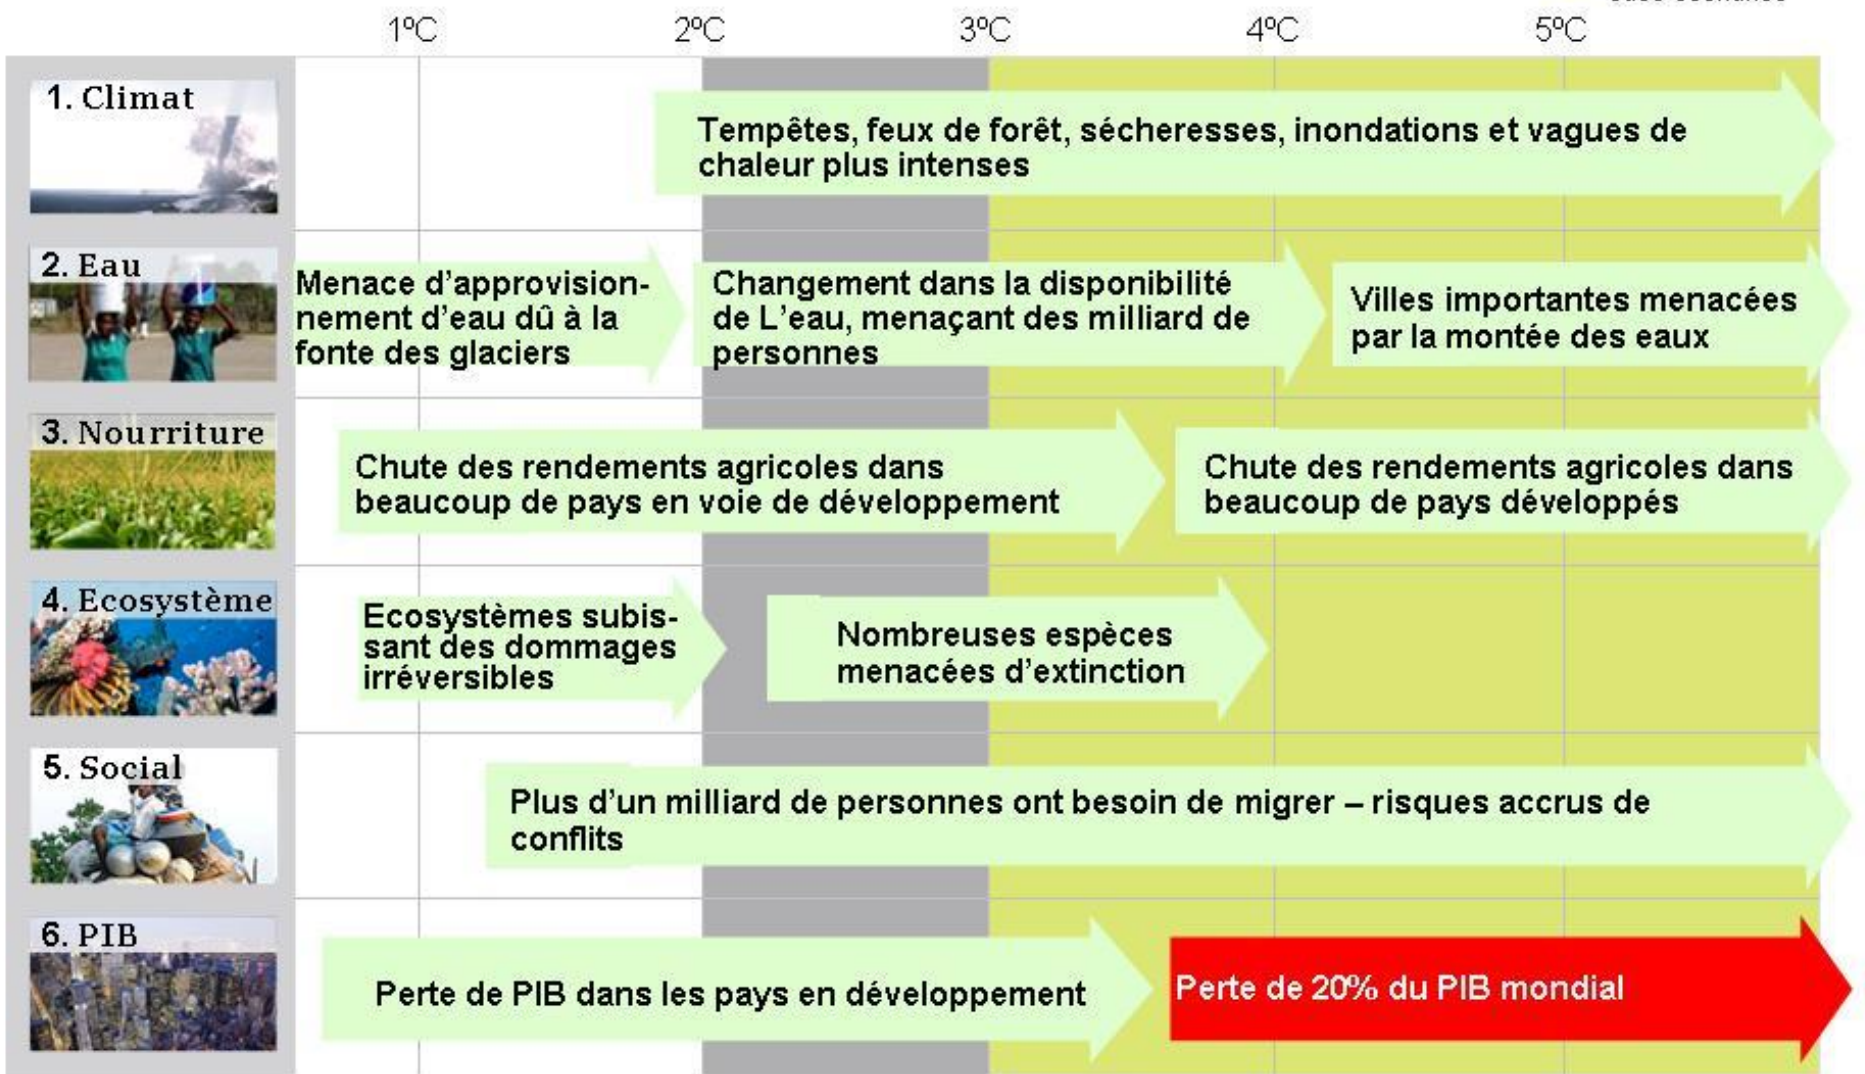 1ºC 2ºC 3ºC 4ºC 5ºC
1. Climat
Tempêtes, feux de forêt, sécheresses, inondations et vagues de
chaleur plus intenses
2. Eau
Menace d'approvision-
nement d'eau dû à la
fonte des glaciers
Changement dans la disponibilité
de L'eau, menaçant des milliard de
personnes
Villes importantes menacées
par la montée des eaux
3. Nourriture
Chute des rendements agricoles dans
beaucoup de pays en voie de développement
Chute des rendements agricoles dans
beaucoup de pays développés
4. Ecosystème
Ecosystèmes subis-
sant des dommages
irréversibles
Nombreuses espèces
menacées d'extinction
5. Social
Plus d'un milliard de personnes ont besoin de migrer – risques accrus de
conflits
6. PIB
Perte de PIB dans les pays en développement
Perte de 20% du PIB mondial